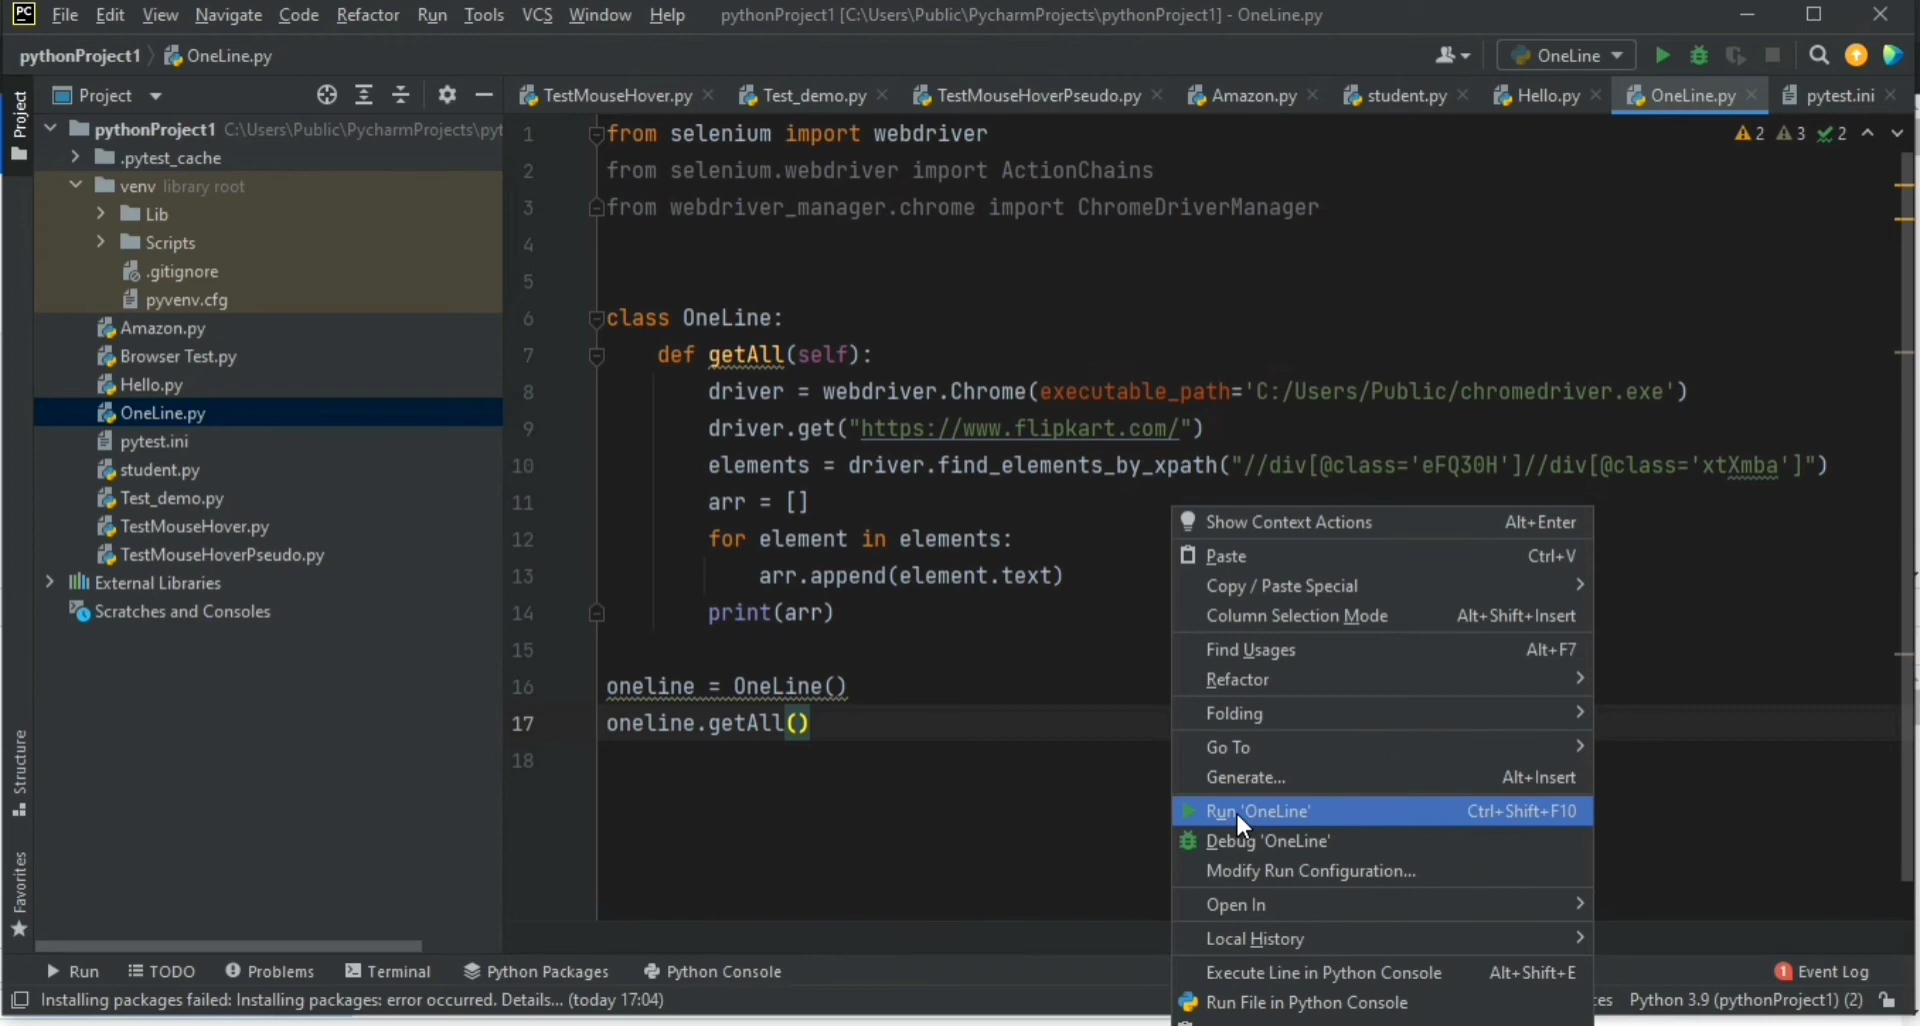 PC File Edit View Navigate Code Refactor Run Tools VCS Window Help pythonProject1 [C:\Users\Public\PycharmProjects\pythonProject1] - OneLine.py
pythonProject1 OneLine.py OneLine
Project
Project
TestMouseHover.py Test_demo.py TestMouseHoverPseudo.py Amazon.py student.py Hello.py OneLine.py pytest.ini
pythonProject1 C:\Users\Public\PycharmProjects\pyt
.pytest_cache
venv library root
Lib
Scripts
.gitignore
pyvenv.cfg
Amazon.py
Browser Test.py
Hello.py
OneLine.py
pytest.ini
student.py
Test_demo.py
TestMouseHover.py
TestMouseHoverPseudo.py
External Libraries
Scratches and Consoles
Structure
Favorites
2 3 2
1 from selenium import webdriver
2 from selenium.webdriver import ActionChains
3 from webdriver_manager.chrome import ChromeDriverManager
4
5
6 class OneLine:
7 def getAll(self):
8 driver = webdriver.Chrome(executable_path='C:/Users/Public/chromedriver.exe')
9 driver.get("https://www.flipkart.com/")
10 elements = driver.find_elements_by_xpath("//div[@class='eFQ30H']//div[@class='xtXmba']")
11 arr = []
12 for element in elements:
13 arr.append(element.text)
14 print(arr)
15
16 oneline = OneLine()
17 oneline.getAll()
18
Show Context Actions Alt+Enter
Paste Ctrl+V
Copy / Paste Special
Column Selection Mode Alt+Shift+Insert
Find Usages Alt+F7
Refactor
Folding
Go To
Generate... Alt+Insert
Run 'OneLine' Ctrl+Shift+F10
Debug 'OneLine'
Modify Run Configuration...
Open In
Local History
Execute Line in Python Console Alt+Shift+E
Run File in Python Console
Run TODO Problems Terminal Python Packages Python Console 1 Event Log
Installing packages failed: Installing packages: error occurred. Details... (today 17:04) ces Python 3.9 (pythonProject1) (2)